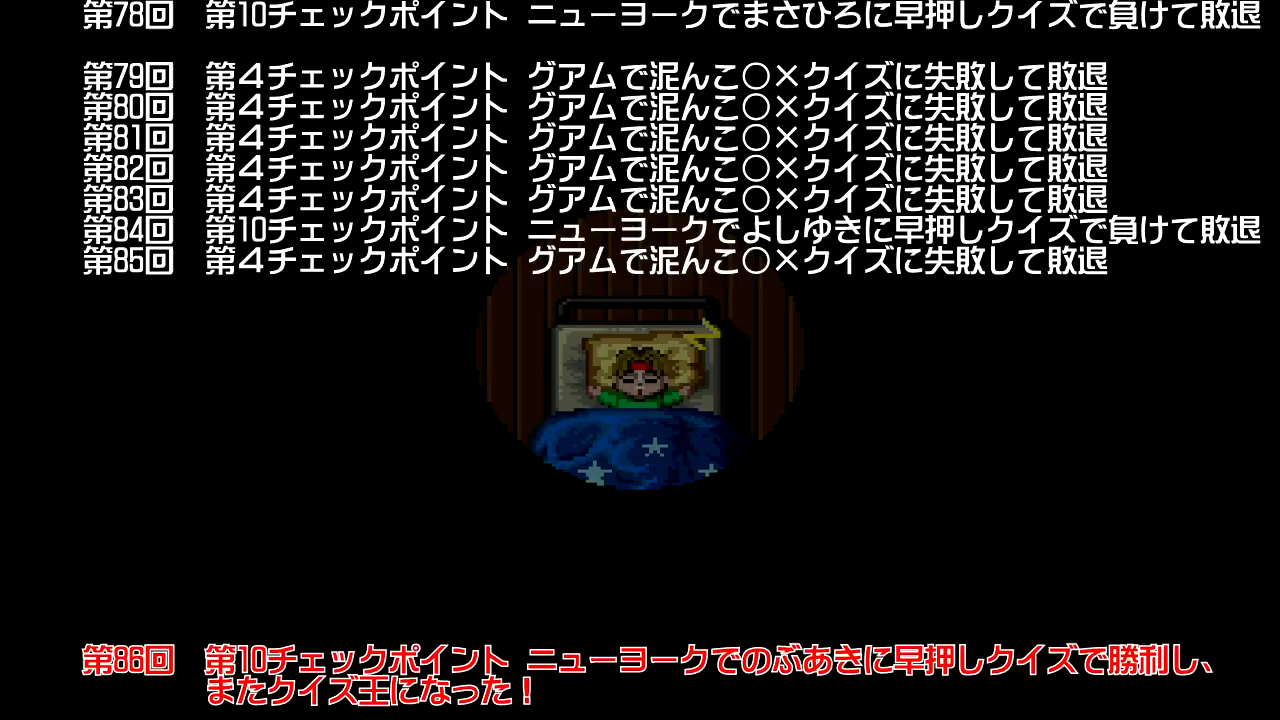 第78回 第10チェックポイント ニューヨークでまさひろに早押しクイズで負けて敗退
第79回 第4チェックポイント グアムで泥んこ○×クイズに失敗して敗退
第80回 第4チェックポイント グアムで泥んこ○×クイズに失敗して敗退
第81回 第4チェックポイント グアムで泥んこ○×クイズに失敗して敗退
第82回 第4チェックポイント グアムで泥んこ○×クイズに失敗して敗退
第83回 第4チェックポイント グアムで泥んこ○×クイズに失敗して敗退
第84回 第10チェックポイント ニューヨークでよしゆきに早押しクイズで負けて敗退
第85回 第4チェックポイント グアムで泥んこ○×クイズに失敗して敗退
第86回 第10チェックポイント ニューヨークでのぶあきに早押しクイズで勝利し、
またクイズ王になった！